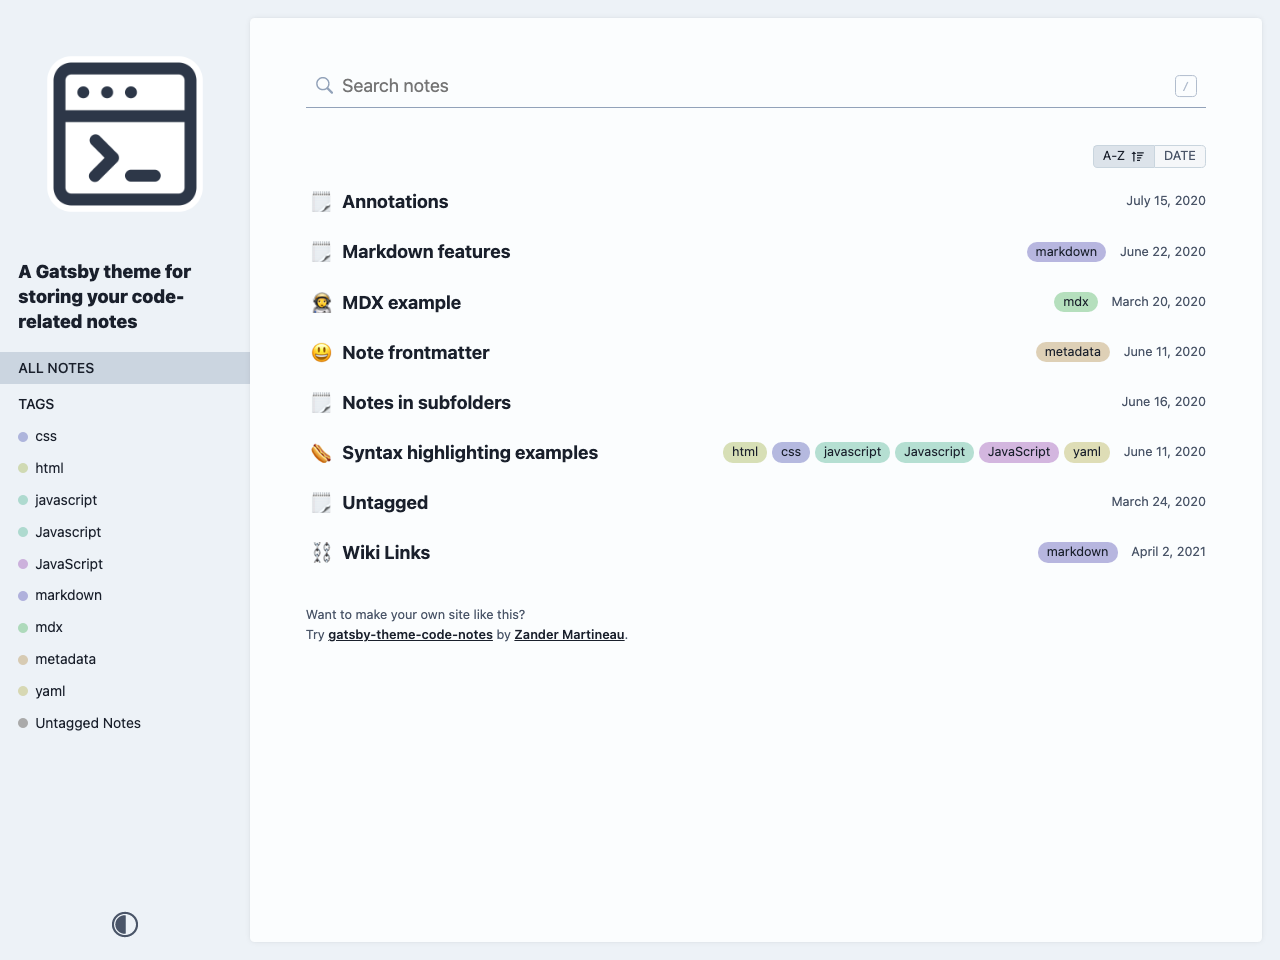 A Gatsby theme for
storing your code-
related notes
ALL NOTES
TAGS
css
html
javascript
Javascript
JavaScript
markdown
mdx
metadata
yaml
Untagged Notes
Search notes
/
A-Z DATE
Annotations July 15, 2020
Markdown features markdown June 22, 2020
MDX example mdx March 20, 2020
Note frontmatter metadata June 11, 2020
Notes in subfolders June 16, 2020
Syntax highlighting examples html css javascript Javascript JavaScript yaml June 11, 2020
Untagged March 24, 2020
Wiki Links markdown April 2, 2021
Want to make your own site like this?
Try gatsby-theme-code-notes by Zander Martineau.